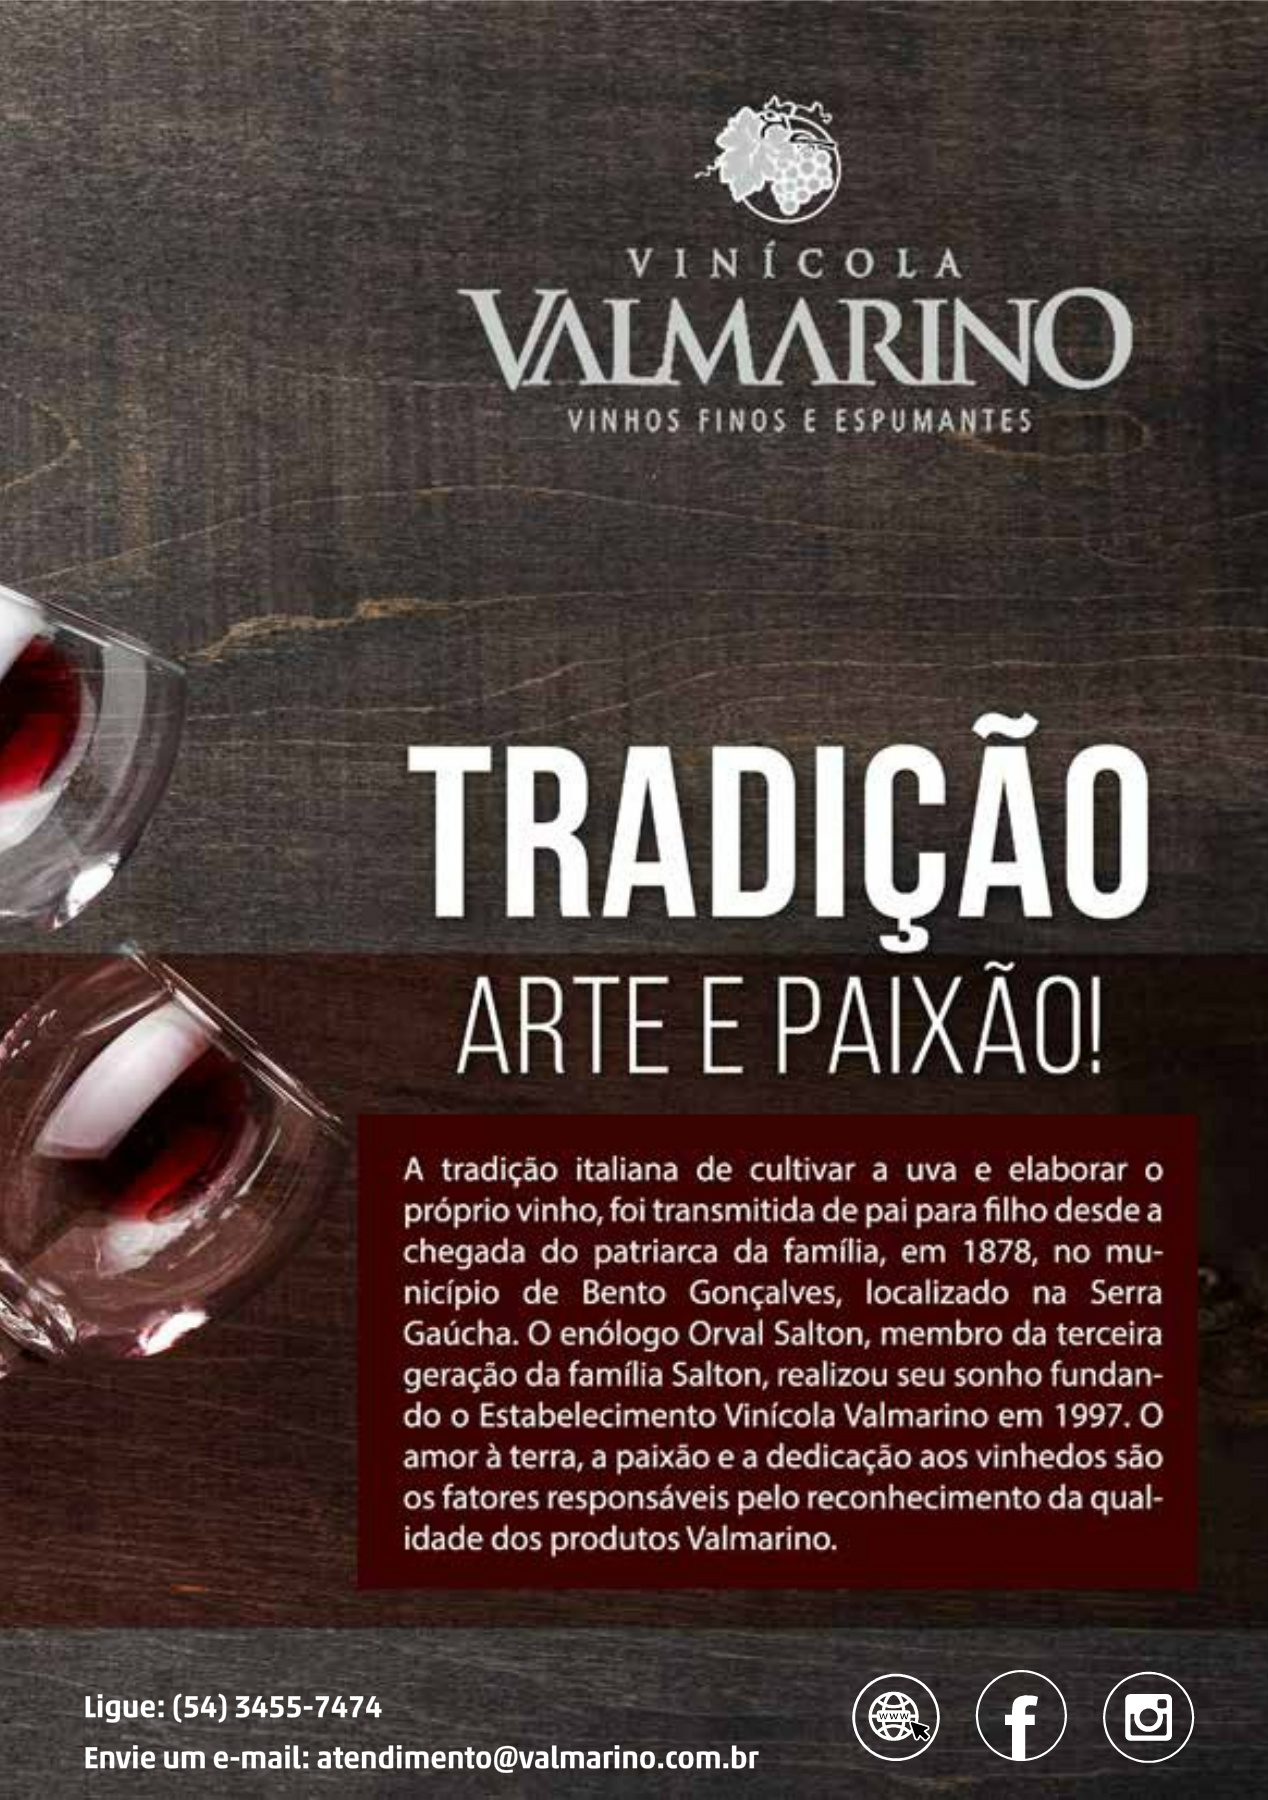 VINÍCOLA
VALMARINO
VINHOS FINOS E ESPUMANTES
TRADIÇÃO
ARTE E PAIXÃO!
A tradição italiana de cultivar a uva e elaborar o
próprio vinho, foi transmitida de pai para filho desde a
chegada do patriarca da família, em 1878, no mu-
nicípio de Bento Gonçalves, localizado na Serra
Gaúcha. O enólogo Orval Salton, membro da terceira
geração da família Salton, realizou seu sonho fundan-
do o Estabelecimento Vinícola Valmarino em 1997. O
amor à terra, a paixão e a dedicação aos vinhedos são
os fatores responsáveis pelo reconhecimento da qual-
idade dos produtos Valmarino.
Ligue: (54) 3455-7474
Envie um e-mail: atendimento@valmarino.com.br
www